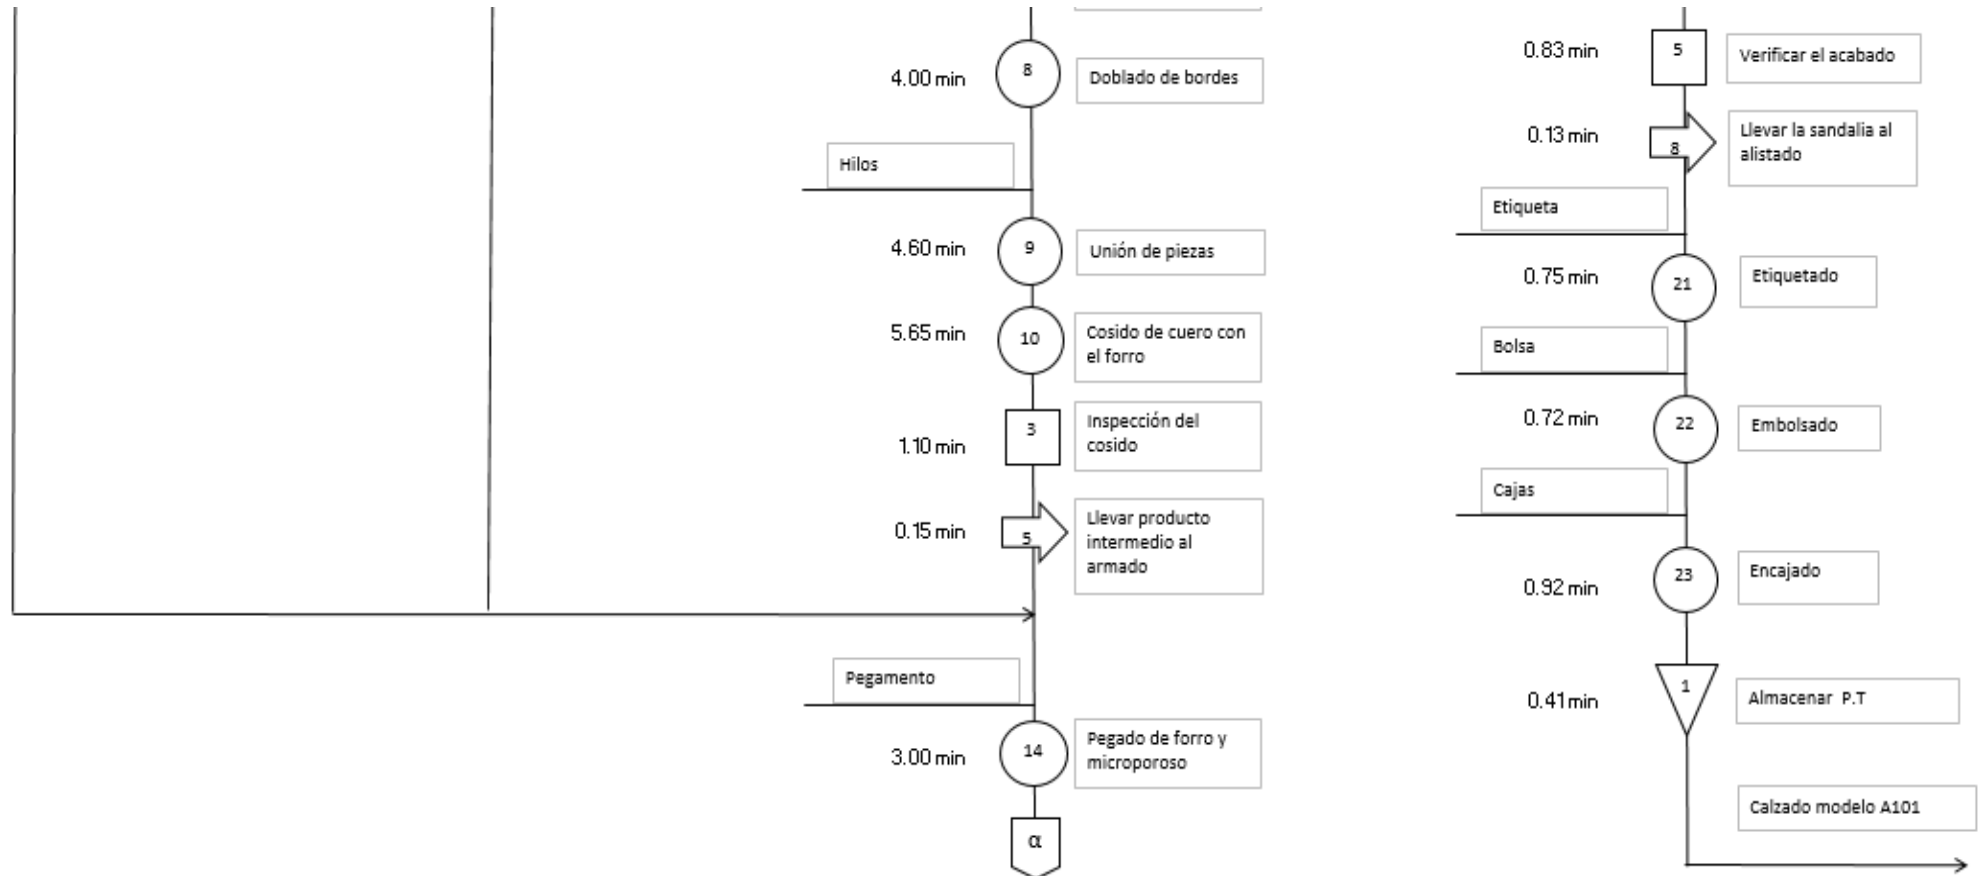 4.00 min
8
Doblado de bordes
Hilos
4.60 min
9
Unión de piezas
5.65 min
10
Cosido de cuero con
el forro
1.10 min
3
Inspección del
cosido
0.15 min
5
Llevar producto
intermedio al
armado
Pegamento
3.00 min
14
Pegado de forro y
microporoso
α
0.83 min
5
Verificar el acabado
0.13 min
8
Llevar la sandalia al
alistado
Etiqueta
0.75 min
21
Etiquetado
Bolsa
0.72 min
22
Embolsado
Cajas
0.92 min
23
Encajado
0.41 min
1
Almacenar P.T
Calzado modelo A101